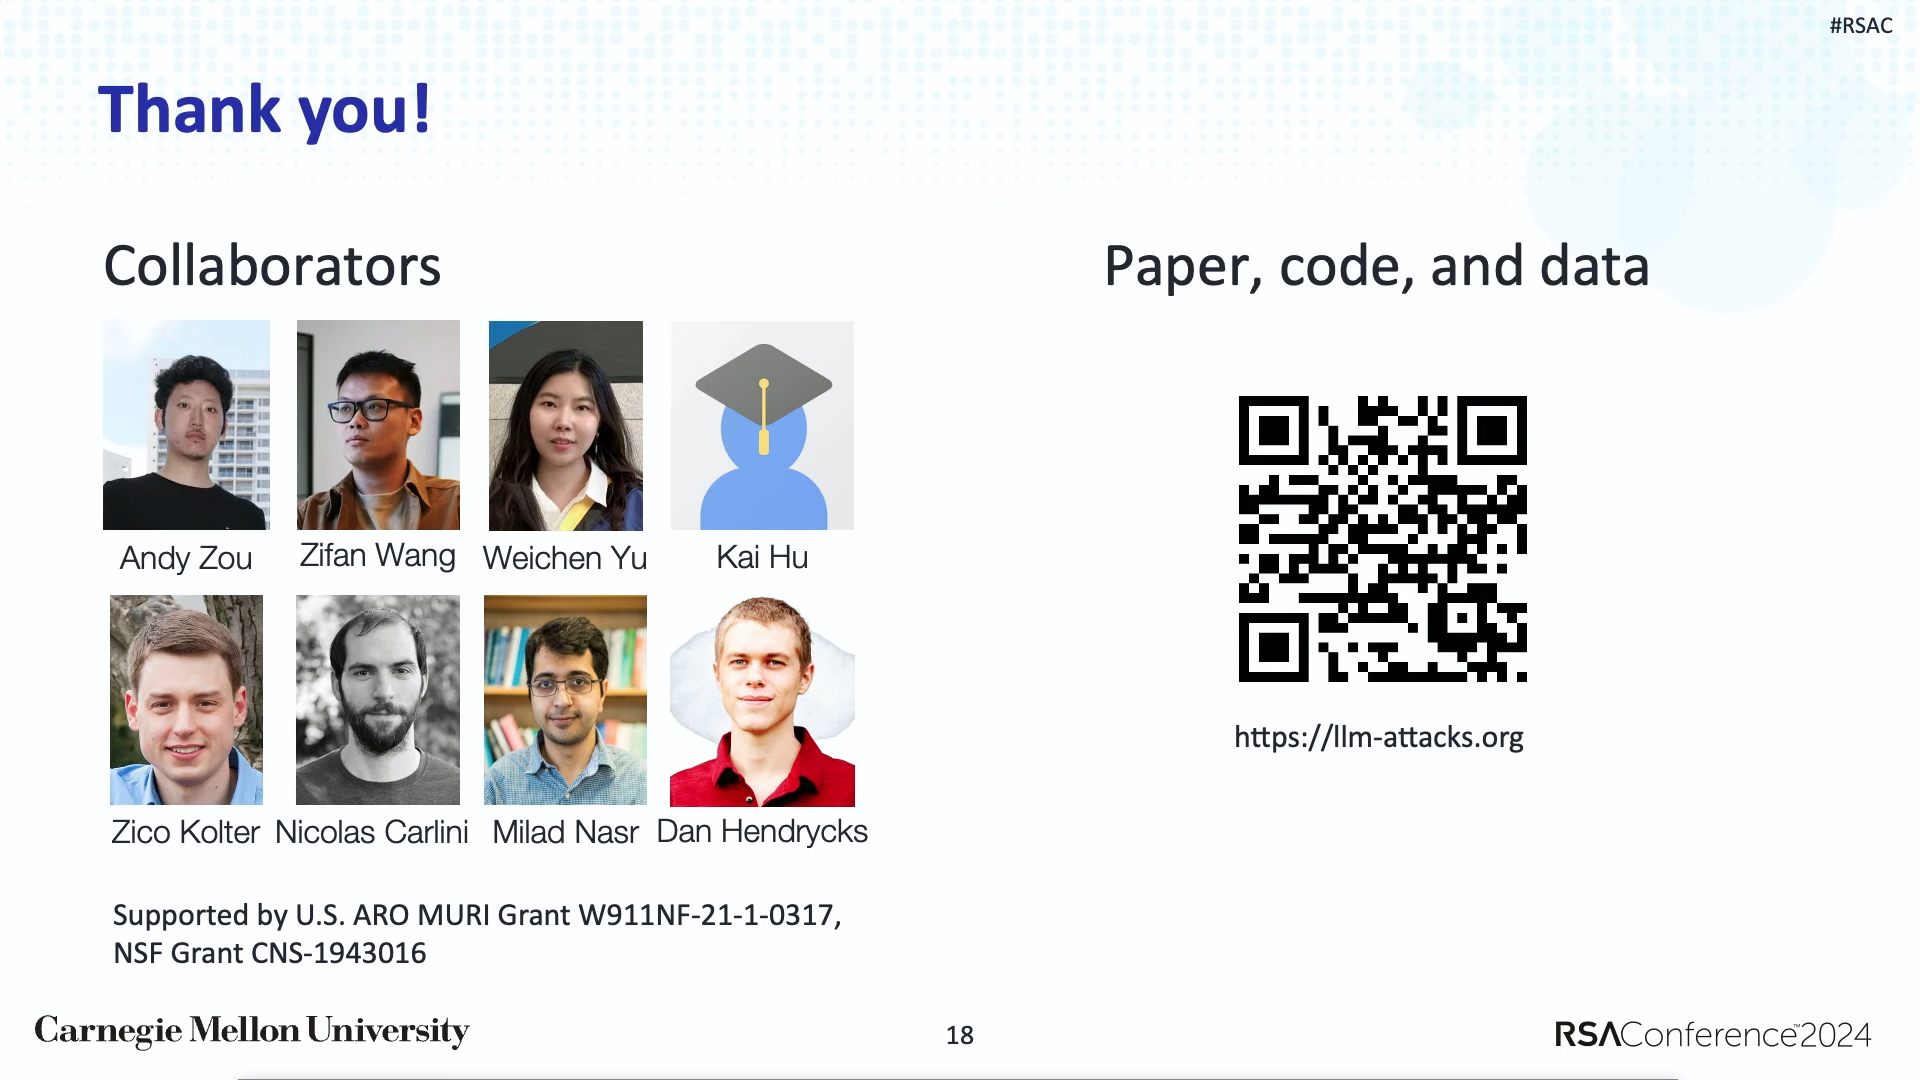 #RSAC
Thank you!
Collaborators
Paper, code, and data
Andy Zou
Zifan Wang
Weichen Yu
Kai Hu
Zico Kolter
Nicolas Carlini
Milad Nasr
Dan Hendrycks
https://llm-attacks.org
Supported by U.S. ARO MURI Grant W911NF-21-1-0317,
NSF Grant CNS-1943016
Carnegie Mellon University
18
RSAConference™2024